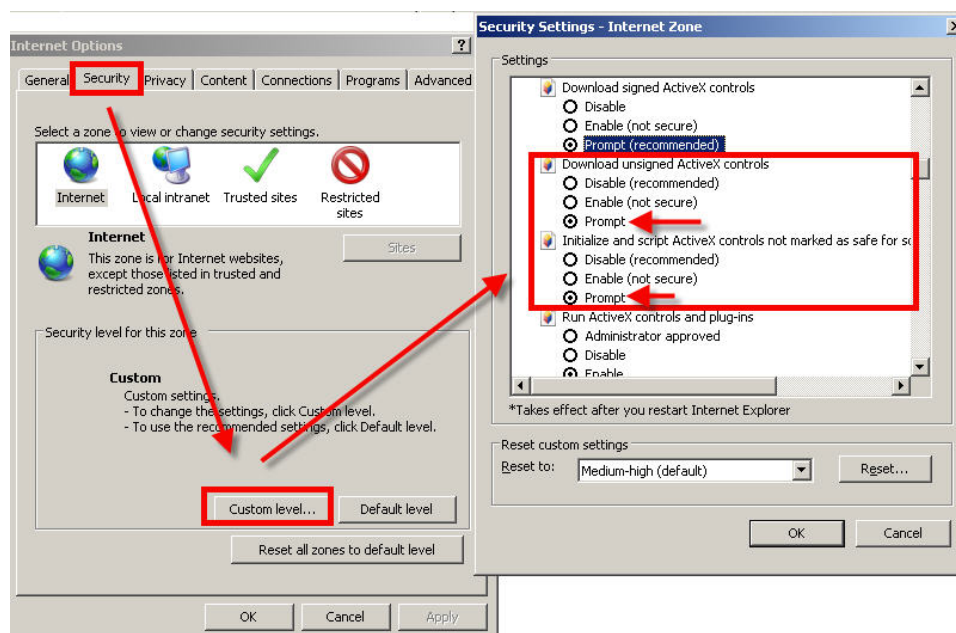 Internet Options
?
General Security Privacy Content Connections Programs Advanced
Select a zone to view or change security settings.
Internet Local intranet Trusted sites Restricted sites
Internet
This zone is for Internet websites,
except those listed in trusted and
restricted zones.
Sites
Security level for this zone
Custom
Custom settings.
- To change the settings, click Custom level.
- To use the recommended settings, click Default level.
Custom level... Default level
Reset all zones to default level
OK Cancel Apply
Security Settings - Internet Zone
X
Settings
Download signed ActiveX controls
Disable
Enable (not secure)
Prompt (recommended)
Download unsigned ActiveX controls
Disable (recommended)
Enable (not secure)
Prompt
Initialize and script ActiveX controls not marked as safe for sc
Disable (recommended)
Enable (not secure)
Prompt
Run ActiveX controls and plug-ins
Administrator approved
Disable
Enable
*Takes effect after you restart Internet Explorer
Reset custom settings
Reset to: Medium-high (default) Reset...
OK Cancel